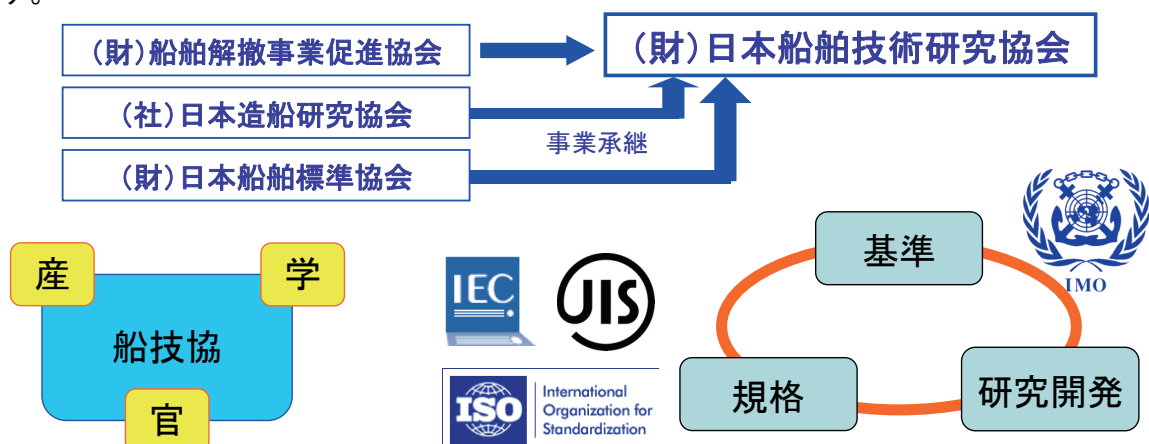 す。
(財)船舶解撤事業促進協会
(財)日本船舶技術研究協会
(社)日本造船研究協会
事業承継
(財)日本船舶標準協会
産
学
船技協
官
IEC
JIS
ISO
International
Organization for
Standardization
基準
IMO
規格
研究開発